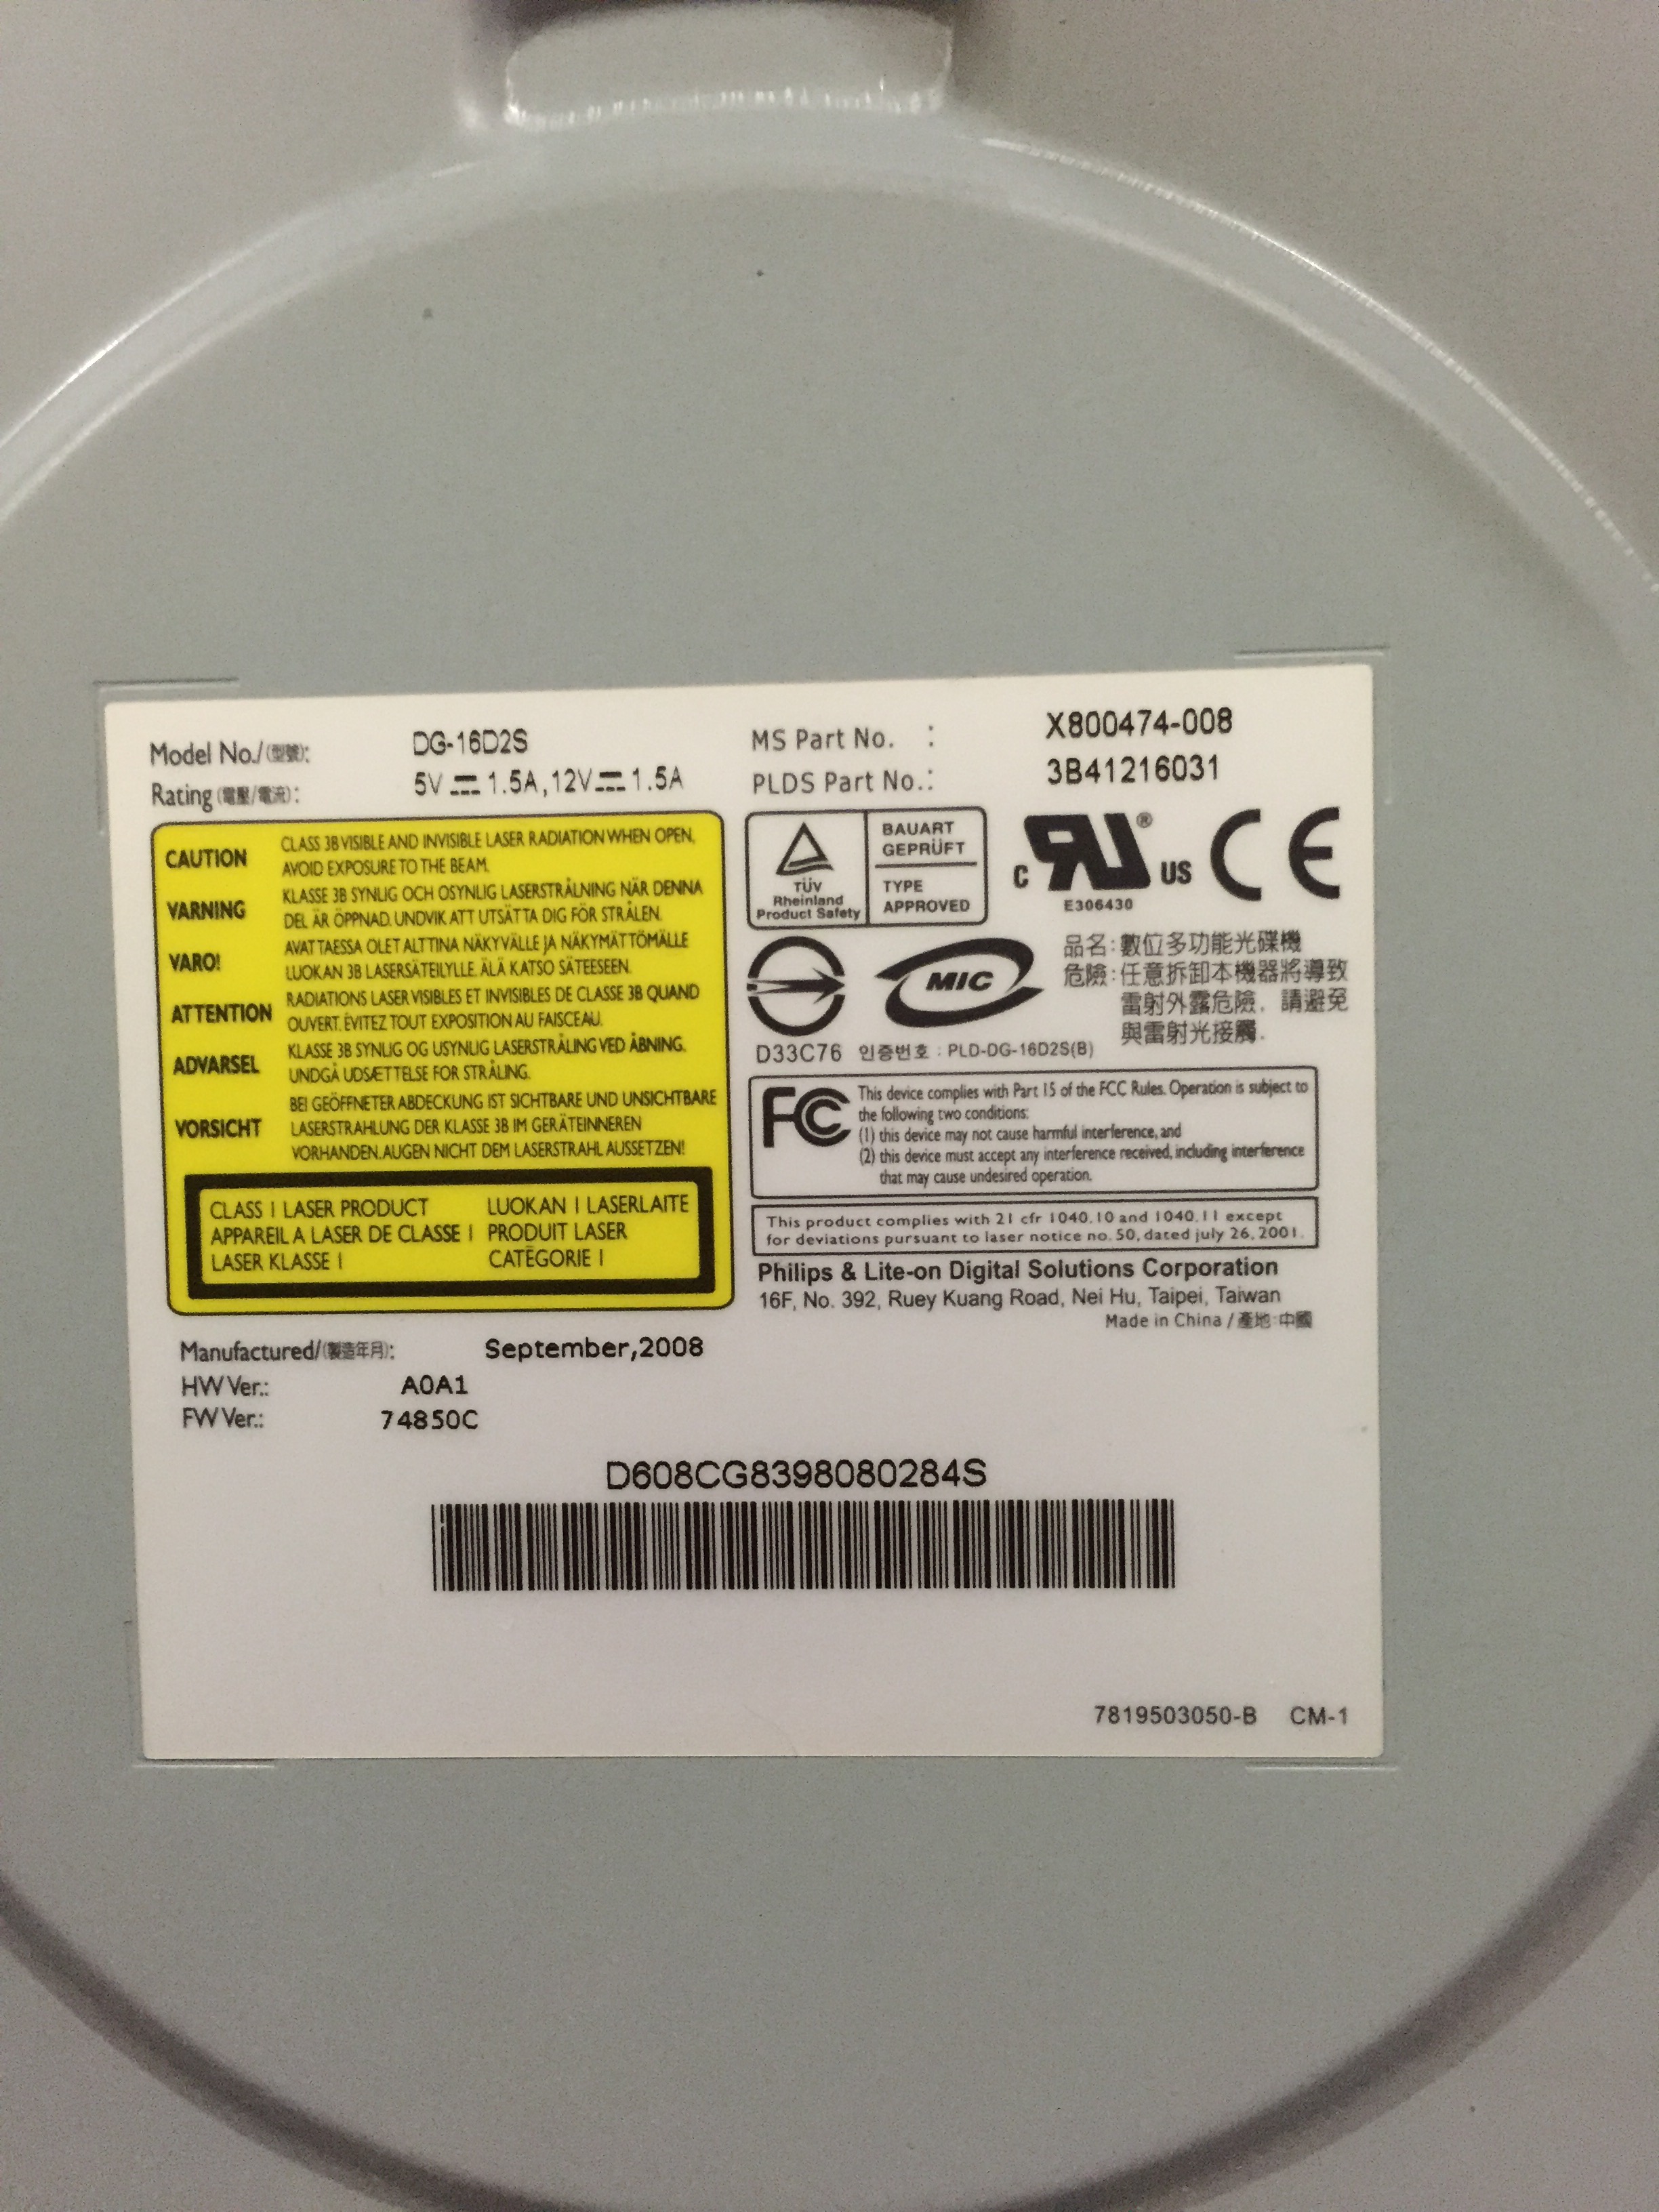 Model No./(型號): DG-16D2S
Rating(電壓/電流): 5V ⎓ 1.5A,12V⎓ 1.5A
MS Part No. : X800474-008
PLDS Part No.: 3B41216031
CAUTION CLASS 3B VISIBLE AND INVISIBLE LASER RADIATION WHEN OPEN,
AVOID EXPOSURE TO THE BEAM.
VARNING KLASSE 3B SYNLIG OCH OSYNLIG LASERSTRÅLNING NÄR DENNA
DEL ÄR ÖPPNAD. UNDVIK ATT UTSÄTTA DIG FÖR STRÅLEN.
VARO! AVATTAESSA OLET ALTTINA NÄKYVÄLLE JA NÄKYMÄTTÖMÄLLE
LUOKAN 3B LASERSÄTEILYLLE. ÄLÄ KATSO SÄTEESEEN.
ATTENTION RADIATIONS LASER VISIBLES ET INVISIBLES DE CLASSE 3B QUAND
OUVERT. ÉVITEZ TOUT EXPOSITION AU FAISCEAU.
ADVARSEL KLASSE 3B SYNLIG OG USYNLIG LASERSTRÅLING VED ÅBNING.
UNDGÅ UDSÆTTELSE FOR STRÅLING.
VORSICHT BEI GEÖFFNETER ABDECKUNG IST SICHTBARE UND UNSICHTBARE
LASERSTRAHLUNG DER KLASSE 3B IM GERÄTEINNEREN
VORHANDEN. AUGEN NICHT DEM LASERSTRAHL AUSSETZEN!
CLASS 1 LASER PRODUCT LUOKAN 1 LASERLAITE
APPAREIL A LASER DE CLASSE 1 PRODUIT LASER
LASER KLASSE 1 CATÉGORIE 1
TÜV
Rheinland
Product Safety
BAUART
GEPRÜFT
TYPE
APPROVED
C RU® US CE
E306430
MIC
D33C76 인증번호 : PLD-DG-16D2S(B)
品名:數位多功能光碟機
危險:任意拆卸本機器將導致
雷射外露危險, 請避免
與雷射光接觸.
FC This device complies with Part 15 of the FCC Rules. Operation is subject to
the following two conditions:
(1) this device may not cause harmful interference, and
(2) this device must accept any interference received, including interference
that may cause undesired operation.
This product complies with 21 cfr 1040.10 and 1040.11 except
for deviations pursuant to laser notice no. 50, dated july 26, 2001.
Philips & Lite-on Digital Solutions Corporation
16F, No. 392, Ruey Kuang Road, Nei Hu, Taipei, Taiwan
Made in China / 產地:中國
Manufactured/(製造年月): September,2008
HW Ver.: A0A1
FW Ver.: 74850C
D608CG8398080284S
7819503050-B CM-1